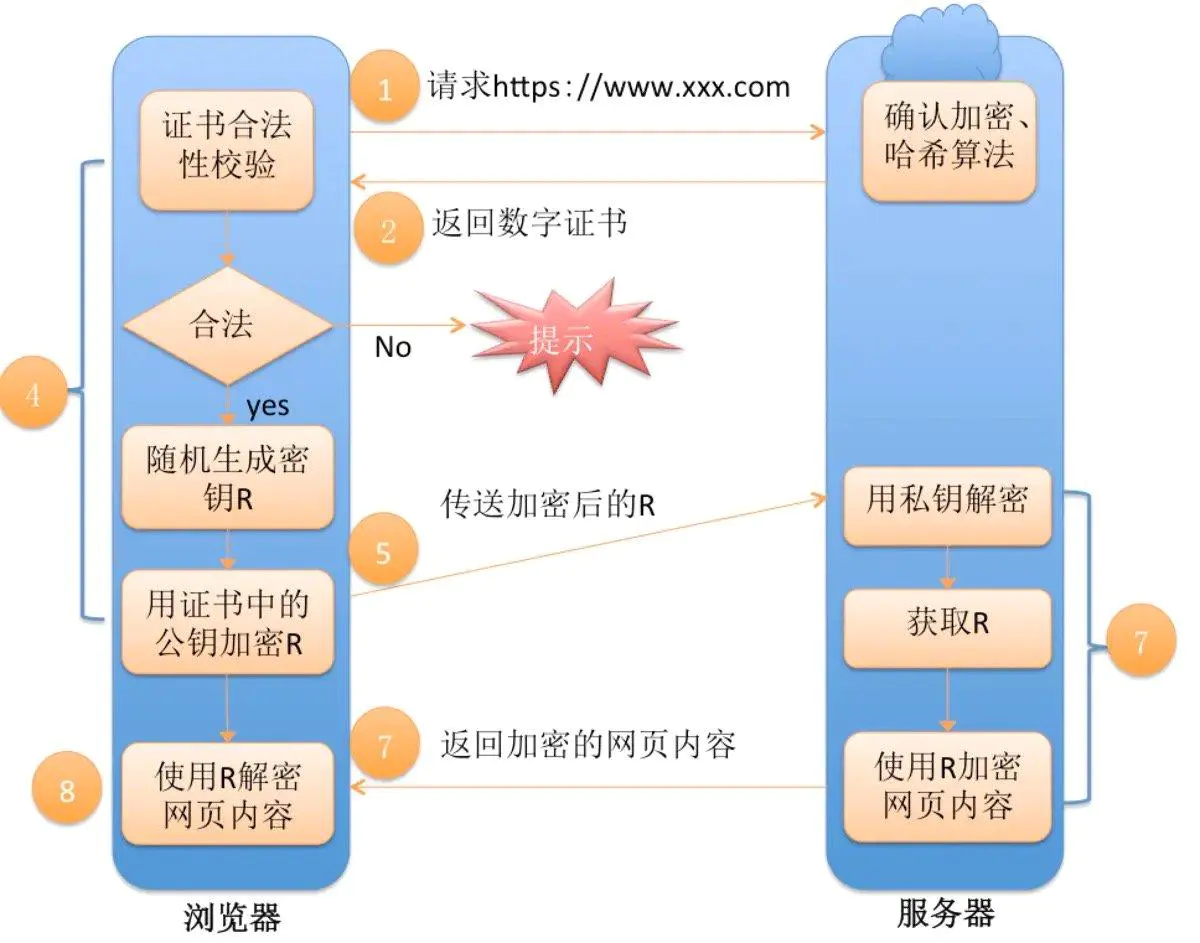 1
请求https://www.xxx.com
证书合法
性校验
确认加密、
哈希算法
2
返回数字证书
合法
No
提示
4
yes
随机生成密
钥R
传送加密后的R
用私钥解密
5
用证书中的
公钥加密R
获取R
7
7
返回加密的网页内容
8
使用R解密
网页内容
使用R加密
网页内容
浏览器
服务器